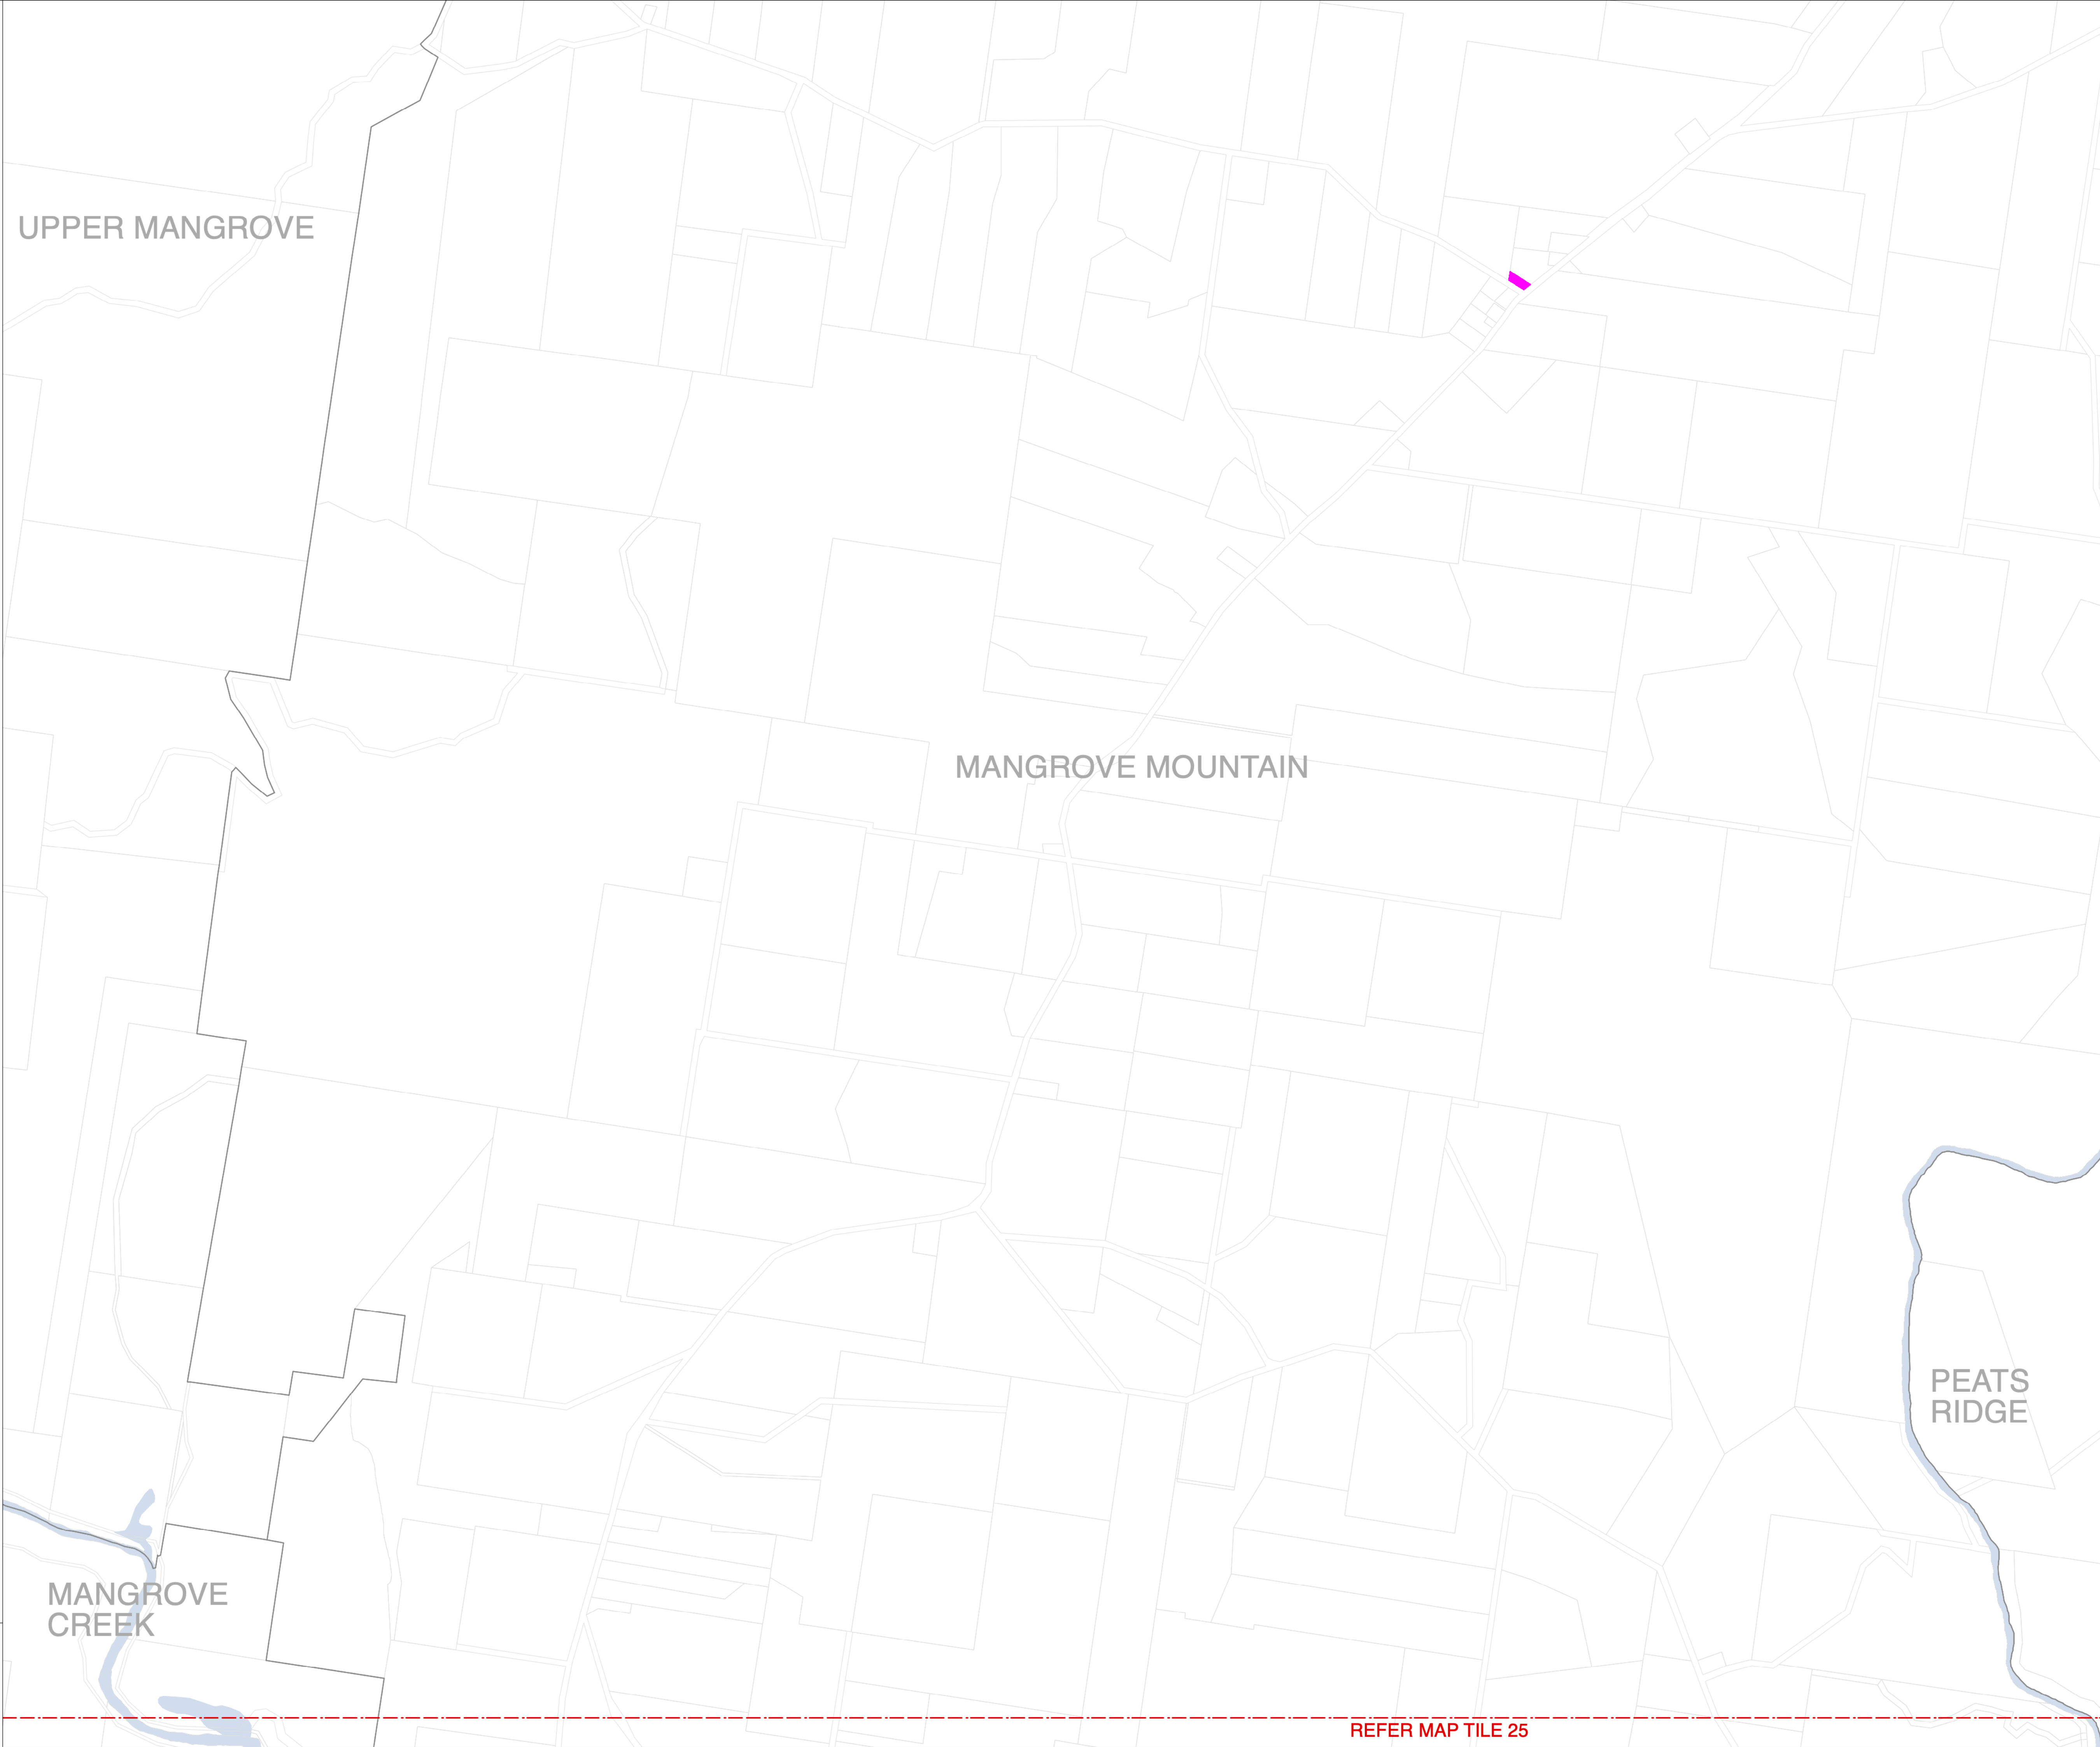 UPPER MANGROVE
MANGROVE MOUNTAIN
PEATS
RIDGE
MANGROVE
CREEK
REFER MAP TILE 25